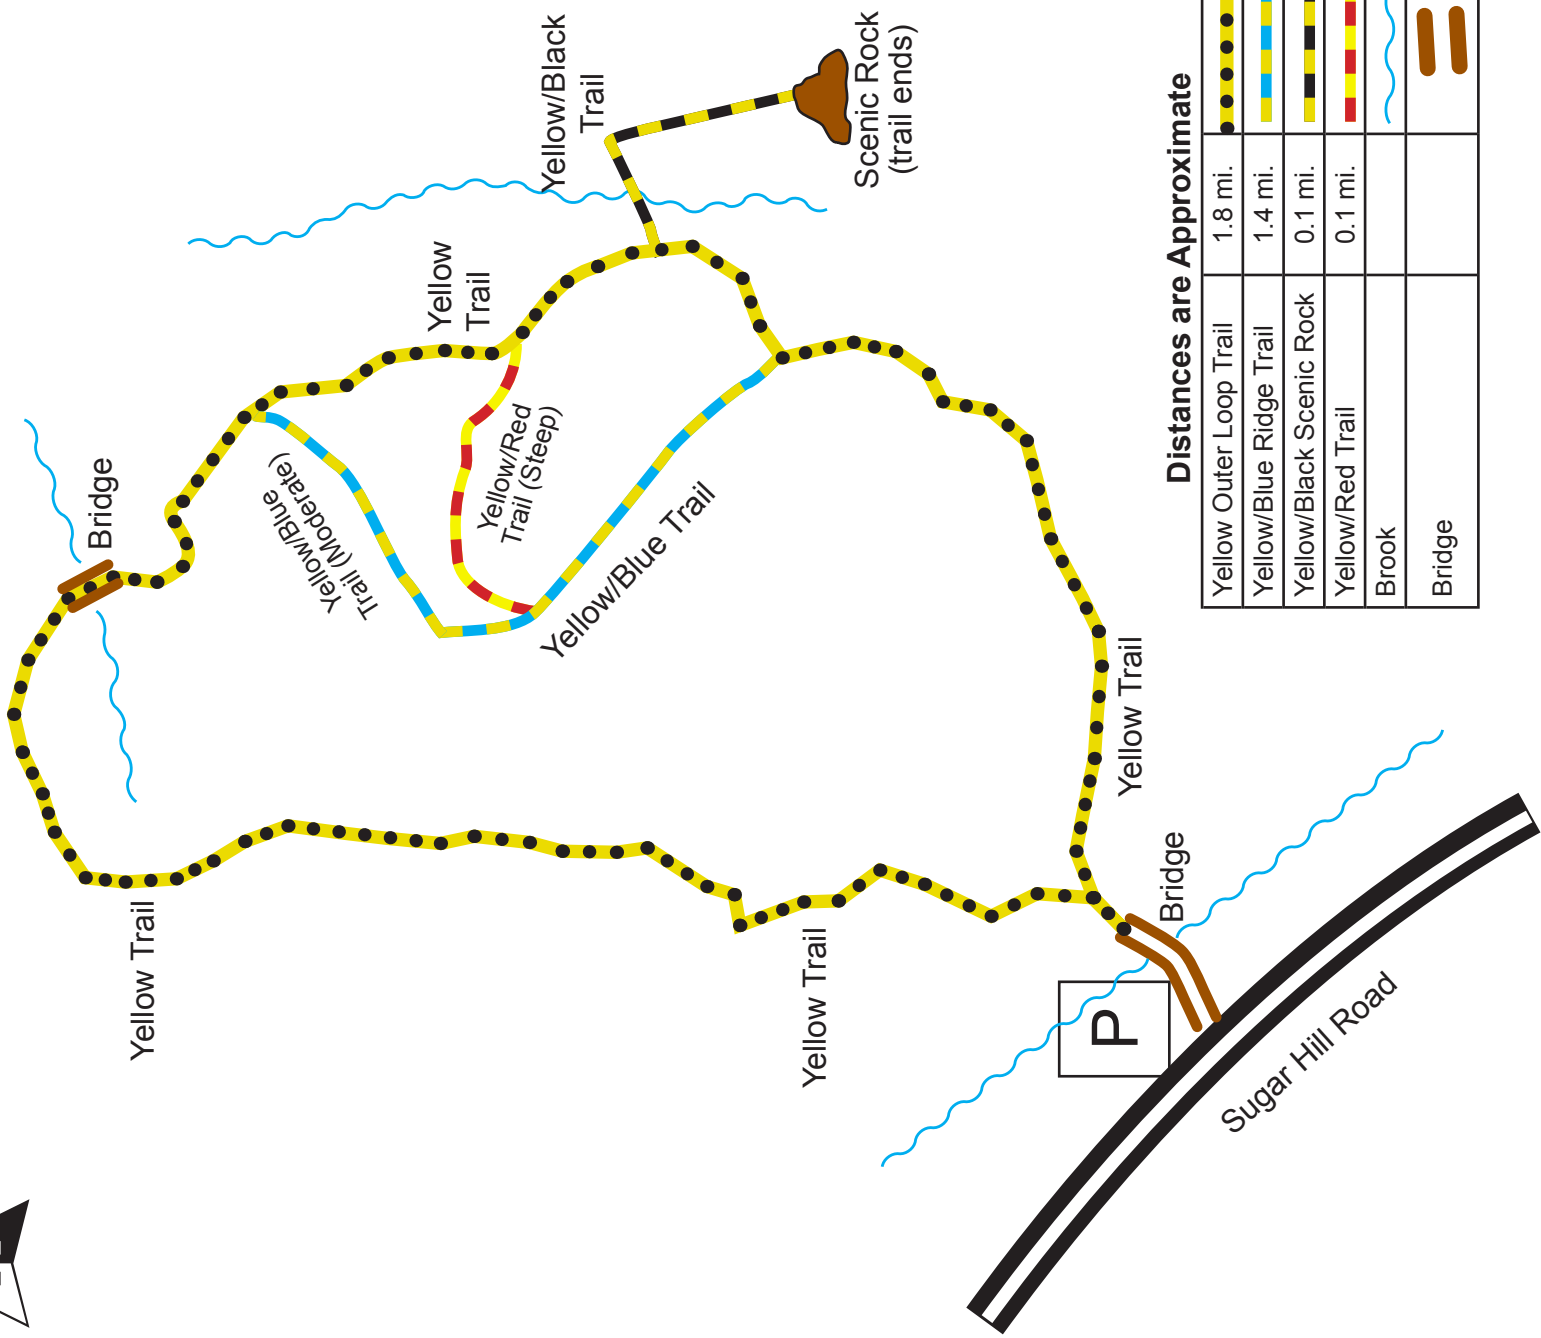 Yellow/Black
Trail
Scenic Rock
(trail ends)
Yellow
Trail
Bridge
Yellow/Blue
Trail (Moderate)
Yellow/Red
Trail (Steep)
Yellow/Blue Trail
Yellow Trail
Yellow Trail
Yellow Trail
Bridge
P
Sugar Hill Road
Distances are Approximate
Yellow Outer Loop Trail 1.8 mi.
Yellow/Blue Ridge Trail 1.4 mi.
Yellow/Black Scenic Rock 0.1 mi.
Yellow/Red Trail 0.1 mi.
Brook
Bridge